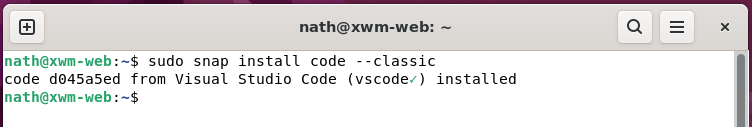 nath@xwm-web: ~
nath@xwm-web:~$ sudo snap install code --classic
code d045a5ed from Visual Studio Code (vscode✓) installed
nath@xwm-web:~$